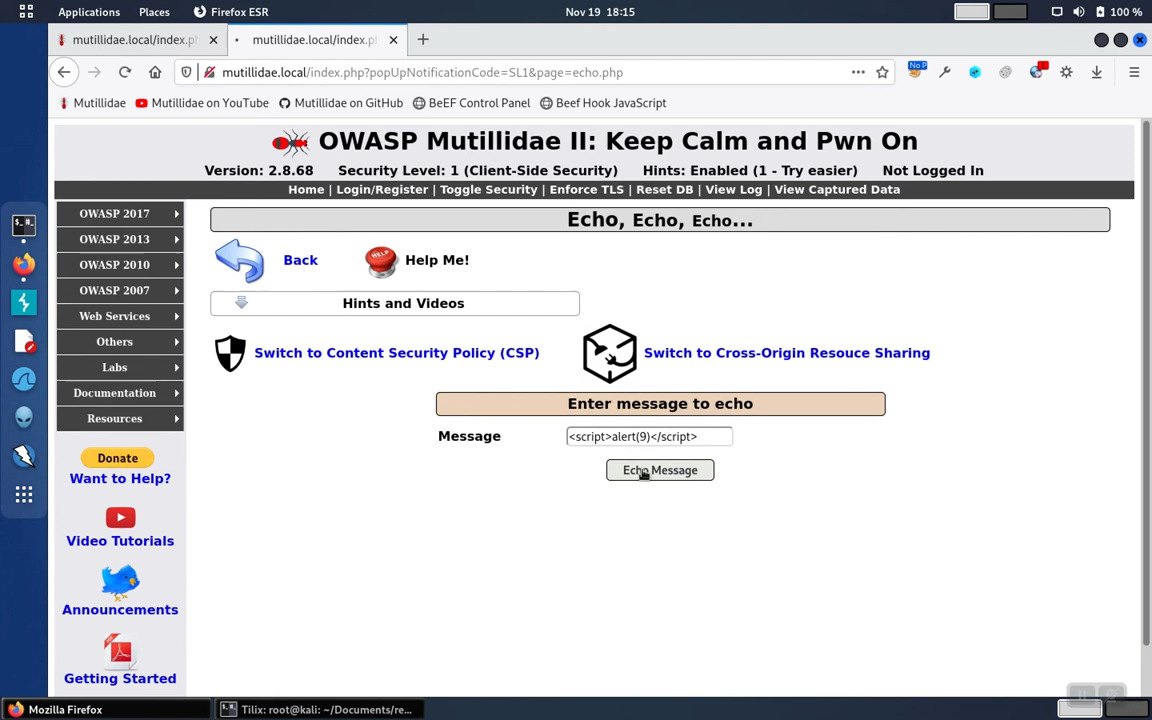 Applications Places Firefox ESR Nov 19 18:15 100 %
mutillidae.local/index.p mutillidae.local/index.p
mutillidae.local/index.php?popUpNotificationCode=SL1&page=echo.php No P
Mutillidae Mutillidae on YouTube Mutillidae on GitHub BeEF Control Panel Beef Hook JavaScript
OWASP Mutillidae II: Keep Calm and Pwn On
Version: 2.8.68 Security Level: 1 (Client-Side Security) Hints: Enabled (1 - Try easier) Not Logged In
Home | Login/Register | Toggle Security | Enforce TLS | Reset DB | View Log | View Captured Data
OWASP 2017
OWASP 2013
OWASP 2010
OWASP 2007
Web Services
Others
Labs
Documentation
Resources
Donate
Want to Help?
Video Tutorials
Announcements
Getting Started
Echo, Echo, Echo...
Back HELP Help Me!
Hints and Videos
Switch to Content Security Policy (CSP) Switch to Cross-Origin Resouce Sharing
Enter message to echo
Message <script>alert(9)</script>
Echo Message
Mozilla Firefox Tilix: root@kali: ~/Documents/re...